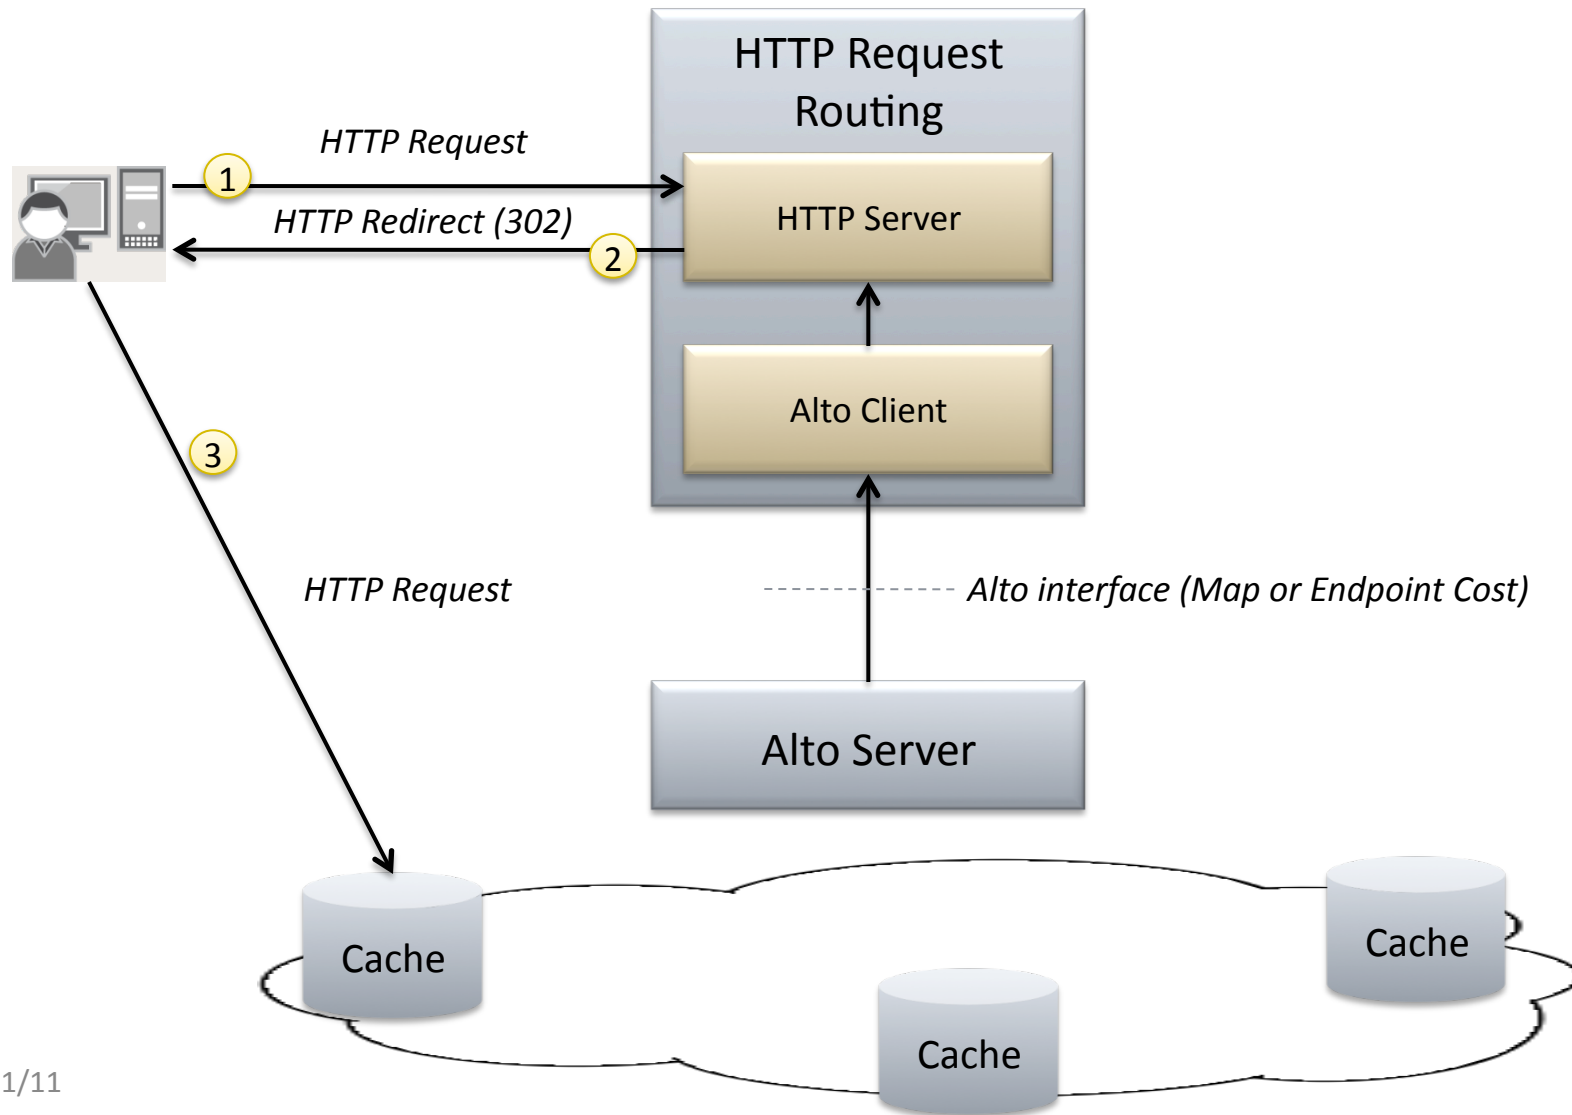 HTTP Request
Routing
HTTP Request
1
HTTP Server
HTTP Redirect (302)
2
Alto Client
3
HTTP Request
Alto interface (Map or Endpoint Cost)
Alto Server
Cache
Cache
Cache
1/11